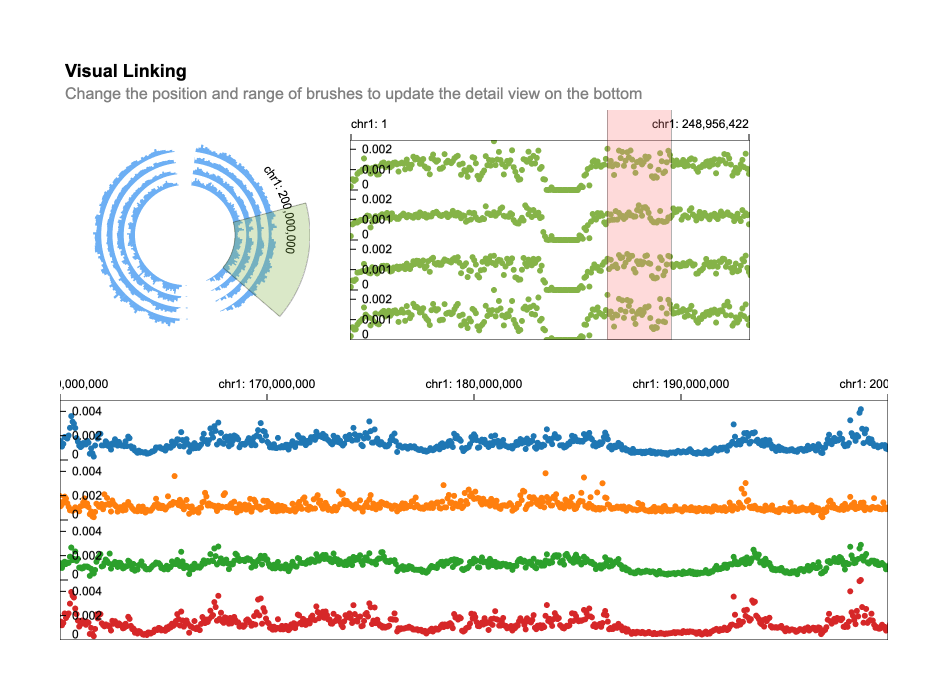 Visual Linking
Change the position and range of brushes to update the detail view on the bottom
chr1: 1
chr1: 248,956,422
chr1: 200,000,000
0.002
0.001
0
0.002
0.001
0
0.002
0.001
0
0.002
0.001
0
0,000,000
chr1: 170,000,000
chr1: 180,000,000
chr1: 190,000,000
chr1: 200
0.004
0.002
0
0.004
0.002
0
0.004
0.002
0
0.004
0.002
0